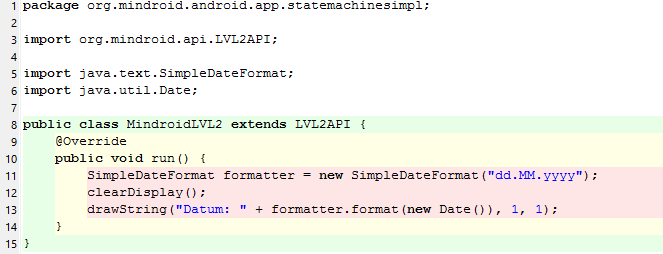 1 package org.mindroid.android.app.statemachinesimpl;
2
3 import org.mindroid.api.LVL2API;
4
5 import java.text.SimpleDateFormat;
6 import java.util.Date;
7
8 public class MindroidLVL2 extends LVL2API {
9     @Override
10     public void run() {
11         SimpleDateFormat formatter = new SimpleDateFormat("dd.MM.yyyy");
12         clearDisplay();
13         drawString("Datum: " + formatter.format(new Date()), 1, 1);
14     }
15 }